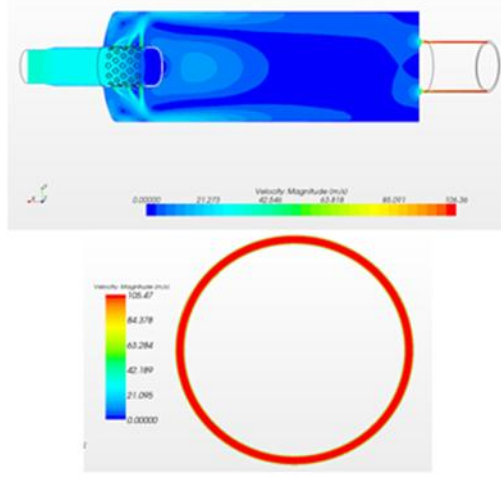 Velocity: Magnitude (m/s)
0.00000 21.273 42.546 63.818 85.091 106.36
Velocity: Magnitude (m/s)
105.47
84.378
63.284
42.189
21.095
0.00000